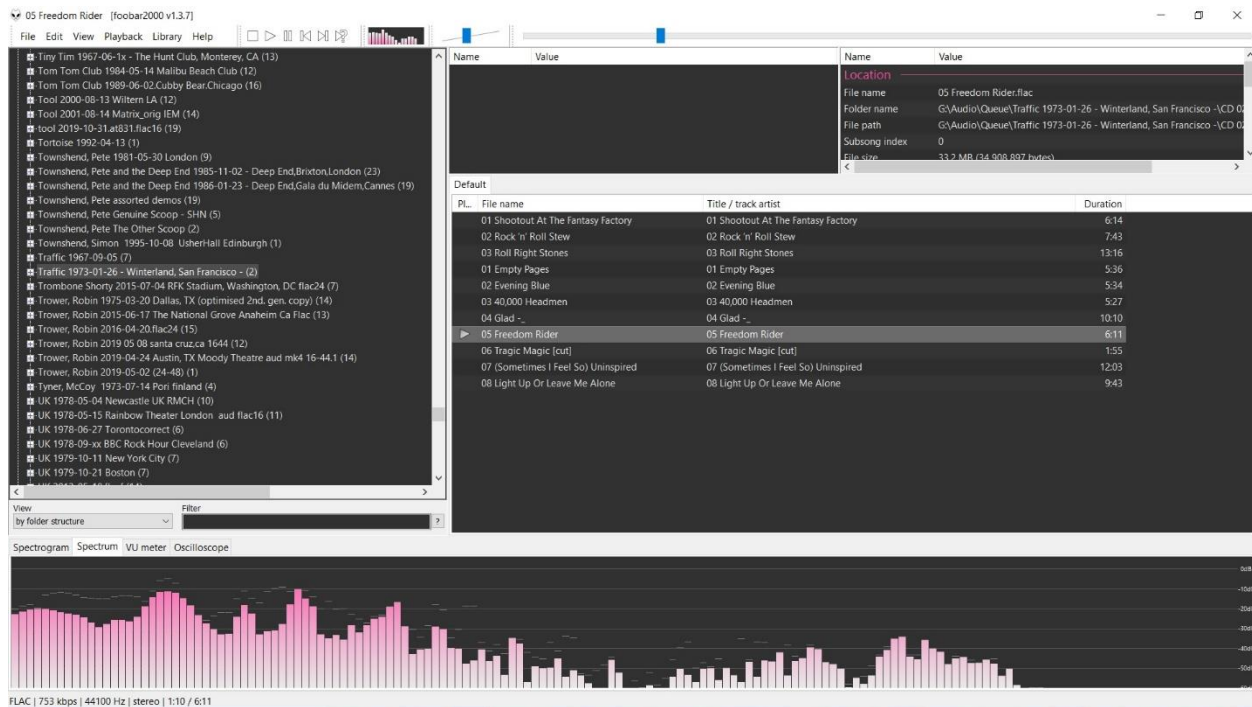 05 Freedom Rider [foobar2000 v1.3.7]
File Edit View Playback Library Help
Tiny Tim 1967-06-1x - The Hunt Club, Monterey, CA (13)
Tom Tom Club 1984-05-14 Malibu Beach Club (12)
Tom Tom Club 1989-06-02.Cubby Bear.Chicago (16)
Tool 2000-08-13 Wiltern LA (12)
Tool 2001-08-14 Matrix_orig IEM (14)
tool 2019-10-31.at831.flac16 (19)
Tortoise 1992-04-13 (1)
Townshend, Pete 1981-05-30 London (9)
Townshend, Pete and the Deep End 1985-11-02 - Deep End,Brixton,London (23)
Townshend, Pete and the Deep End 1986-01-23 - Deep End,Gala du Midem,Cannes (19)
Townshend, Pete assorted demos (19)
Townshend, Pete Genuine Scoop - SHN (5)
Townshend, Pete The Other Scoop (2)
Townshend, Simon 1995-10-08 UsherHall Edinburgh (1)
Traffic 1967-09-05 (7)
Traffic 1973-01-26 - Winterland, San Francisco - (2)
Trombone Shorty 2015-07-04 RFK Stadium, Washington, DC flac24 (7)
Trower, Robin 1975-03-20 Dallas, TX (optimised 2nd. gen. copy) (14)
Trower, Robin 2015-06-17 The National Grove Anaheim Ca Flac (13)
Trower, Robin 2016-04-20.flac24 (15)
Trower, Robin 2019 05 08 santa cruz,ca 1644 (12)
Trower, Robin 2019-04-24 Austin, TX Moody Theatre aud mk4 16-44.1 (14)
Trower, Robin 2019-05-02 (24-48) (1)
Tyner, McCoy 1973-07-14 Pori finland (4)
UK 1978-05-04 Newcastle UK RMCH (10)
UK 1978-05-15 Rainbow Theater London aud flac16 (11)
UK 1978-06-27 Torontocorrect (6)
UK 1978-09-xx BBC Rock Hour Cleveland (6)
UK 1979-10-11 New York City (7)
UK 1979-10-21 Boston (7)
View Filter
by folder structure ?
Name Value
Name Value
Location
File name 05 Freedom Rider.flac
Folder name G:\Audio\Queue\Traffic 1973-01-26 - Winterland, San Francisco -\CD 02
File path G:\Audio\Queue\Traffic 1973-01-26 - Winterland, San Francisco -\CD 02
Subsong index 0
File size 33.2 MB (34 908 897 bytes)
Default
Pl... File name Title / track artist Duration
01 Shootout At The Fantasy Factory 01 Shootout At The Fantasy Factory 6:14
02 Rock 'n' Roll Stew 02 Rock 'n' Roll Stew 7:43
03 Roll Right Stones 03 Roll Right Stones 13:16
01 Empty Pages 01 Empty Pages 5:36
02 Evening Blue 02 Evening Blue 5:34
03 40,000 Headmen 03 40,000 Headmen 5:27
04 Glad -_ 04 Glad -_ 10:10
05 Freedom Rider 05 Freedom Rider 6:11
06 Tragic Magic [cut] 06 Tragic Magic [cut] 1:55
07 (Sometimes I Feel So) Uninspired 07 (Sometimes I Feel So) Uninspired 12:03
08 Light Up Or Leave Me Alone 08 Light Up Or Leave Me Alone 9:43
Spectrogram Spectrum VU meter Oscilloscope
0dB
FLAC | 753 kbps | 44100 Hz | stereo | 1:10 / 6:11